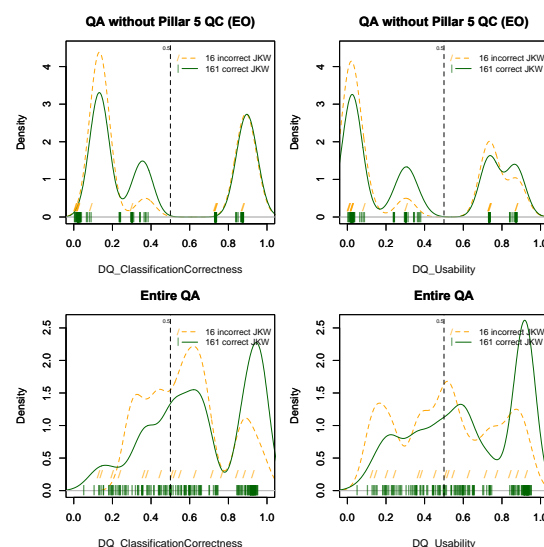 QA without Pillar 5 QC (EO)
0.5
16 incorrect JKW
161 correct JKW
Density
0 1 2 3 4
0.0 0.2 0.4 0.6 0.8 1.0
DQ_ClassificationCorrectness
QA without Pillar 5 QC (EO)
0.5
16 incorrect JKW
161 correct JKW
Density
0 1 2 3 4
0.0 0.2 0.4 0.6 0.8 1.0
DQ_Usability
Entire QA
0.5
16 incorrect JKW
161 correct JKW
Density
0.0 0.5 1.0 1.5 2.0 2.5
0.0 0.2 0.4 0.6 0.8 1.0
DQ_ClassificationCorrectness
Entire QA
0.5
16 incorrect JKW
161 correct JKW
Density
0.0 0.5 1.0 1.5 2.0 2.5
0.0 0.2 0.4 0.6 0.8 1.0
DQ_Usability